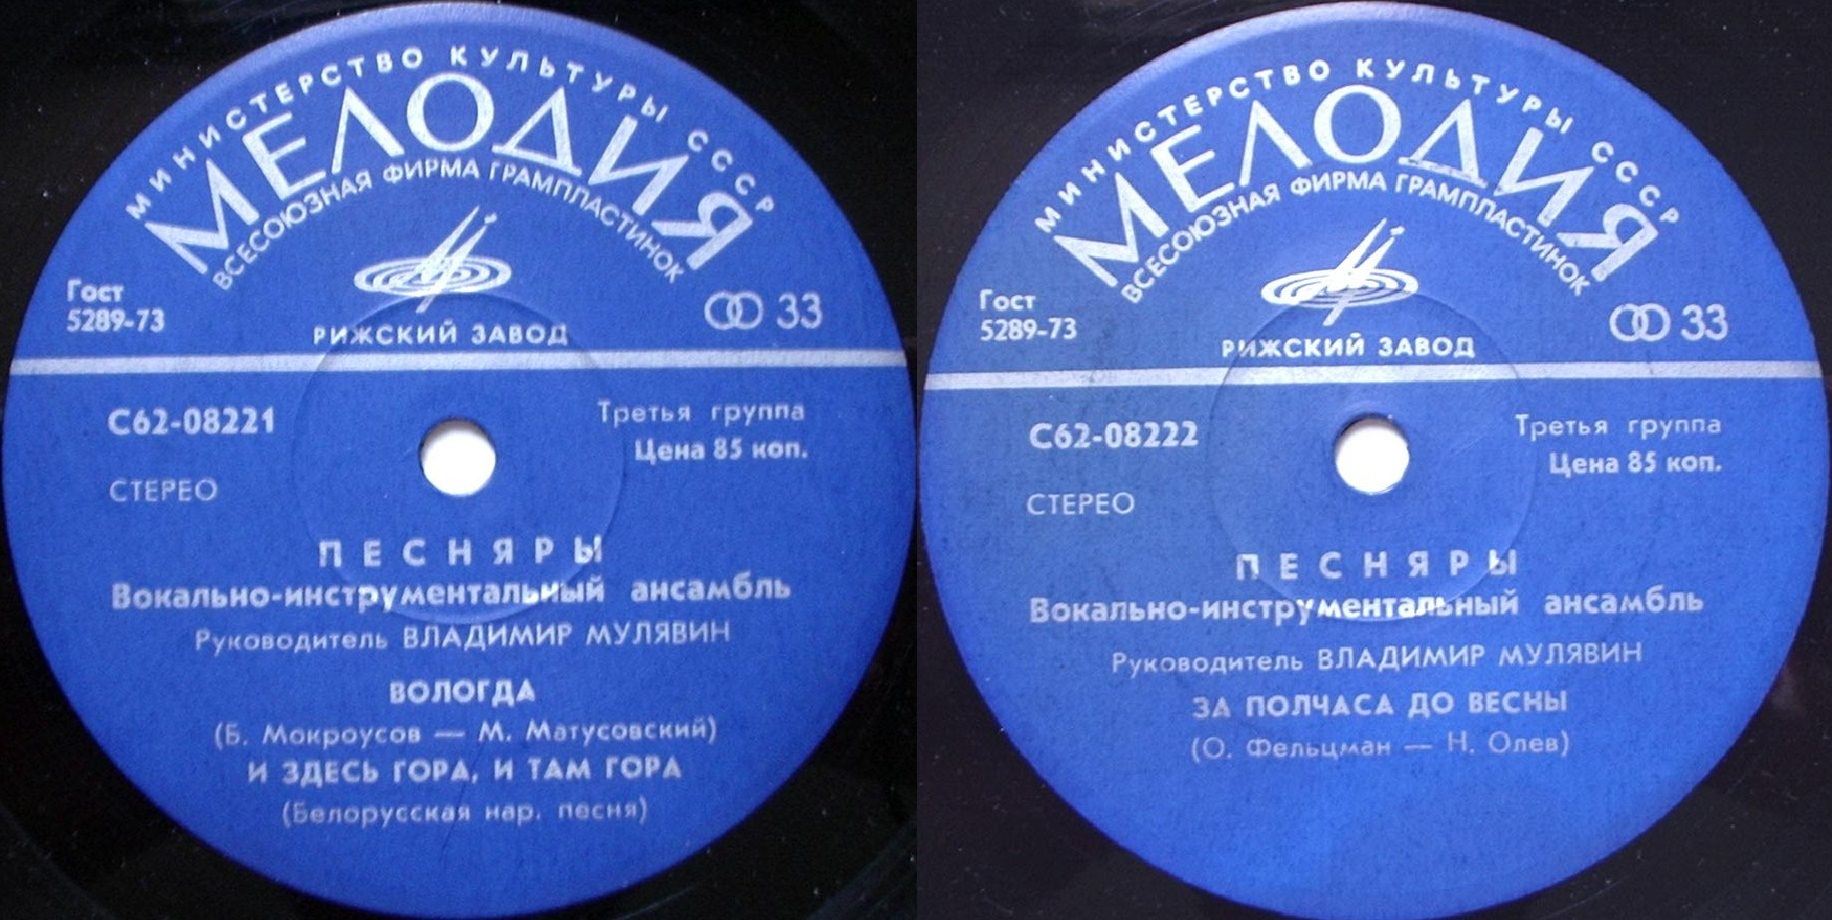 МИНИСТЕРСТВО КУЛЬТУРЫ СССР
МЕЛОДИЯ
ВСЕСОЮЗНАЯ ФИРМА ГРАМПЛАСТИНОК
Гост
5289-73
33
РИЖСКИЙ ЗАВОД
С62-08221
Третья группа
Цена 85 коп.
СТЕРЕО
ПЕСНЯРЫ
Вокально-инструментальный ансамбль
Руководитель ВЛАДИМИР МУЛЯВИН
ВОЛОГДА
(Б. Мокроусов — М. Матусовский)
И ЗДЕСЬ ГОРА, И ТАМ ГОРА
(Белорусская нар. песня)
МИНИСТЕРСТВО КУЛЬТУРЫ СССР
МЕЛОДИЯ
ВСЕСОЮЗНАЯ ФИРМА ГРАМПЛАСТИНОК
Гост
5289-73
33
РИЖСКИЙ ЗАВОД
С62-08222
Третья группа
Цена 85 коп.
СТЕРЕО
ПЕСНЯРЫ
Вокально-инструментальный ансамбль
Руководитель ВЛАДИМИР МУЛЯВИН
ЗА ПОЛЧАСА ДО ВЕСНЫ
(О. Фельцман — Н. Олев)